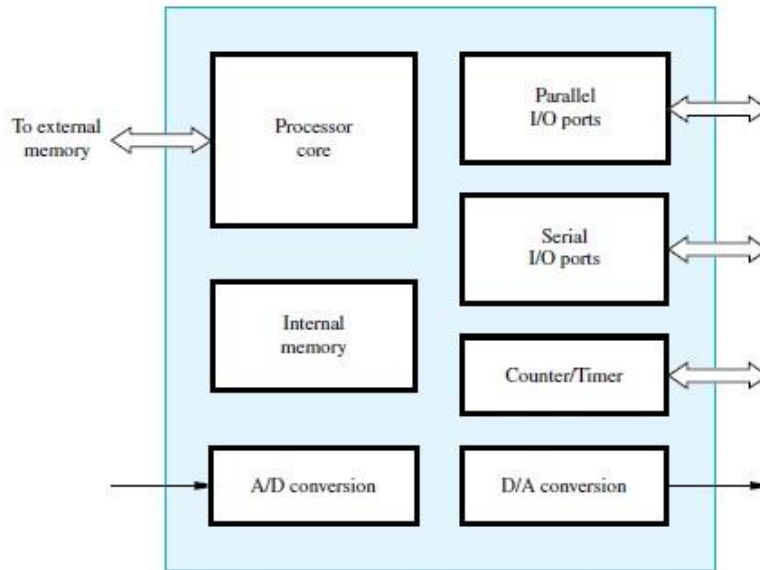 To external
memory
Processor
core
Parallel
I/O ports
Serial
I/O ports
Internal
memory
Counter/Timer
A/D conversion
D/A conversion